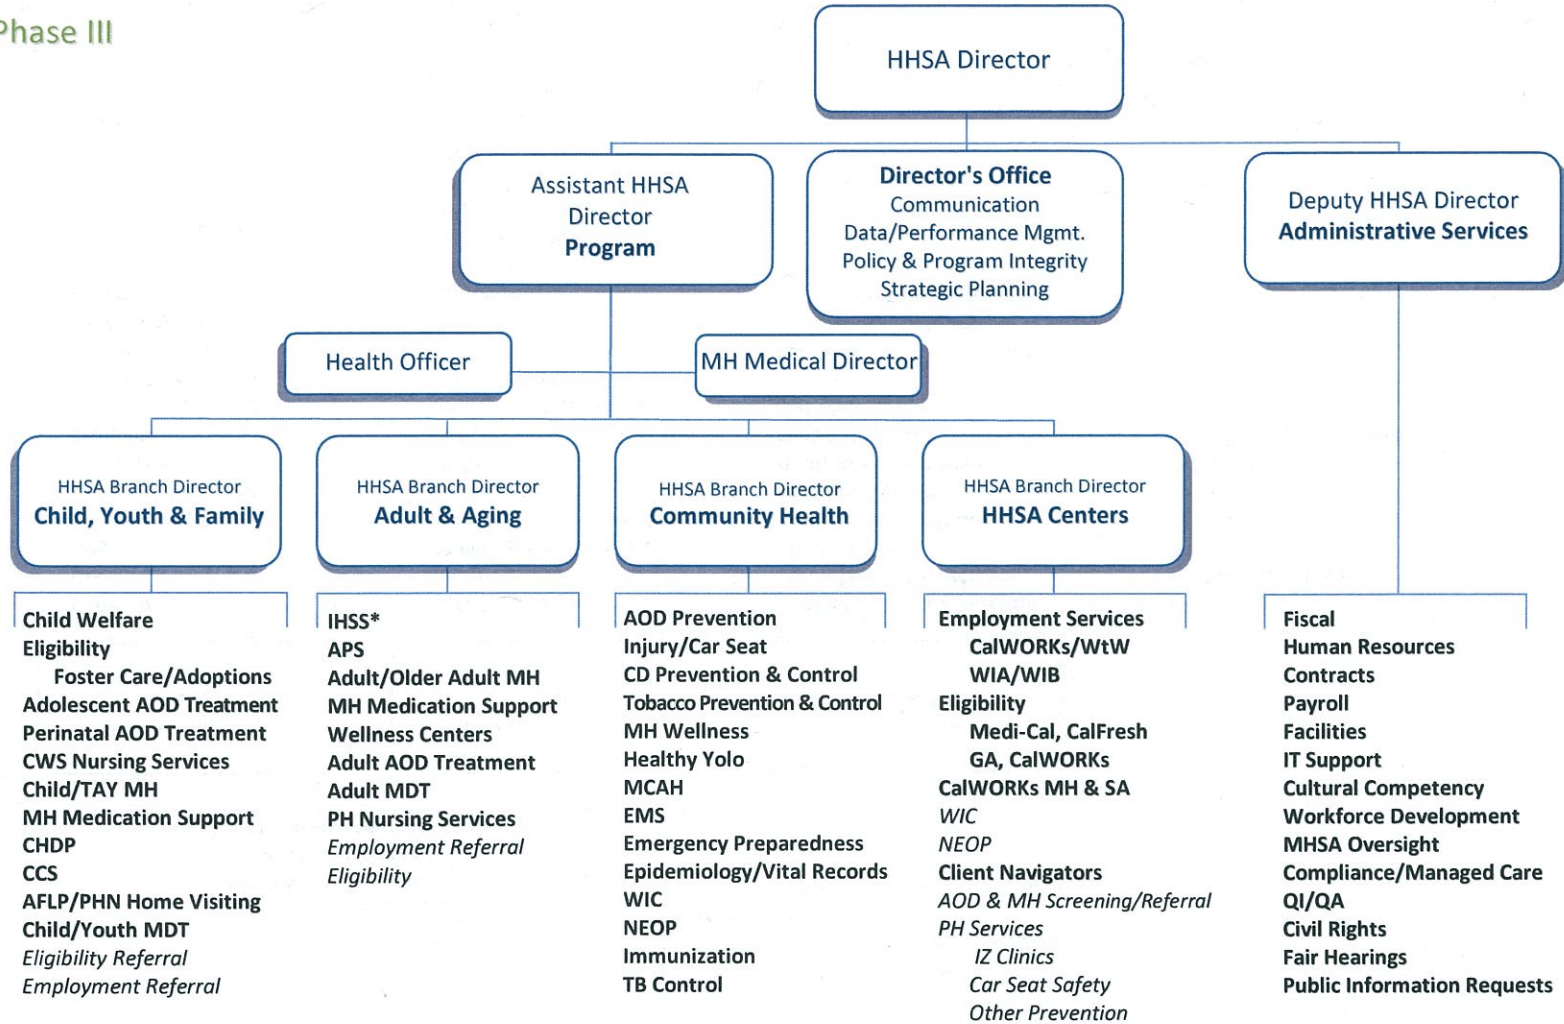 Phase III
HHSA Director
Assistant HHSA
Director
Program
Director's Office
Communication
Data/Performance Mgmt.
Policy & Program Integrity
Strategic Planning
Deputy HHSA Director
Administrative Services
Health Officer
MH Medical Director
HHSA Branch Director
Child, Youth & Family
HHSA Branch Director
Adult & Aging
HHSA Branch Director
Community Health
HHSA Branch Director
HHSA Centers
Child Welfare
Eligibility
Foster Care/Adoptions
Adolescent AOD Treatment
Perinatal AOD Treatment
CWS Nursing Services
Child/TAY MH
MH Medication Support
CHDP
CCS
AFLP/PHN Home Visiting
Child/Youth MDT
Eligibility Referral
Employment Referral
IHSS*
APS
Adult/Older Adult MH
MH Medication Support
Wellness Centers
Adult AOD Treatment
Adult MDT
PH Nursing Services
Employment Referral
Eligibility
AOD Prevention
Injury/Car Seat
CD Prevention & Control
Tobacco Prevention & Control
MH Wellness
Healthy Yolo
MCAH
EMS
Emergency Preparedness
Epidemiology/Vital Records
WIC
NEOP
Immunization
TB Control
Employment Services
CalWORKs/WtW
WIA/WIB
Eligibility
Medi-Cal, CalFresh
GA, CalWORKs
CalWORKs MH & SA
WIC
NEOP
Client Navigators
AOD & MH Screening/Referral
PH Services
IZ Clinics
Car Seat Safety
Other Prevention
Fiscal
Human Resources
Contracts
Payroll
Facilities
IT Support
Cultural Competency
Workforce Development
MHSA Oversight
Compliance/Managed Care
QI/QA
Civil Rights
Fair Hearings
Public Information Requests